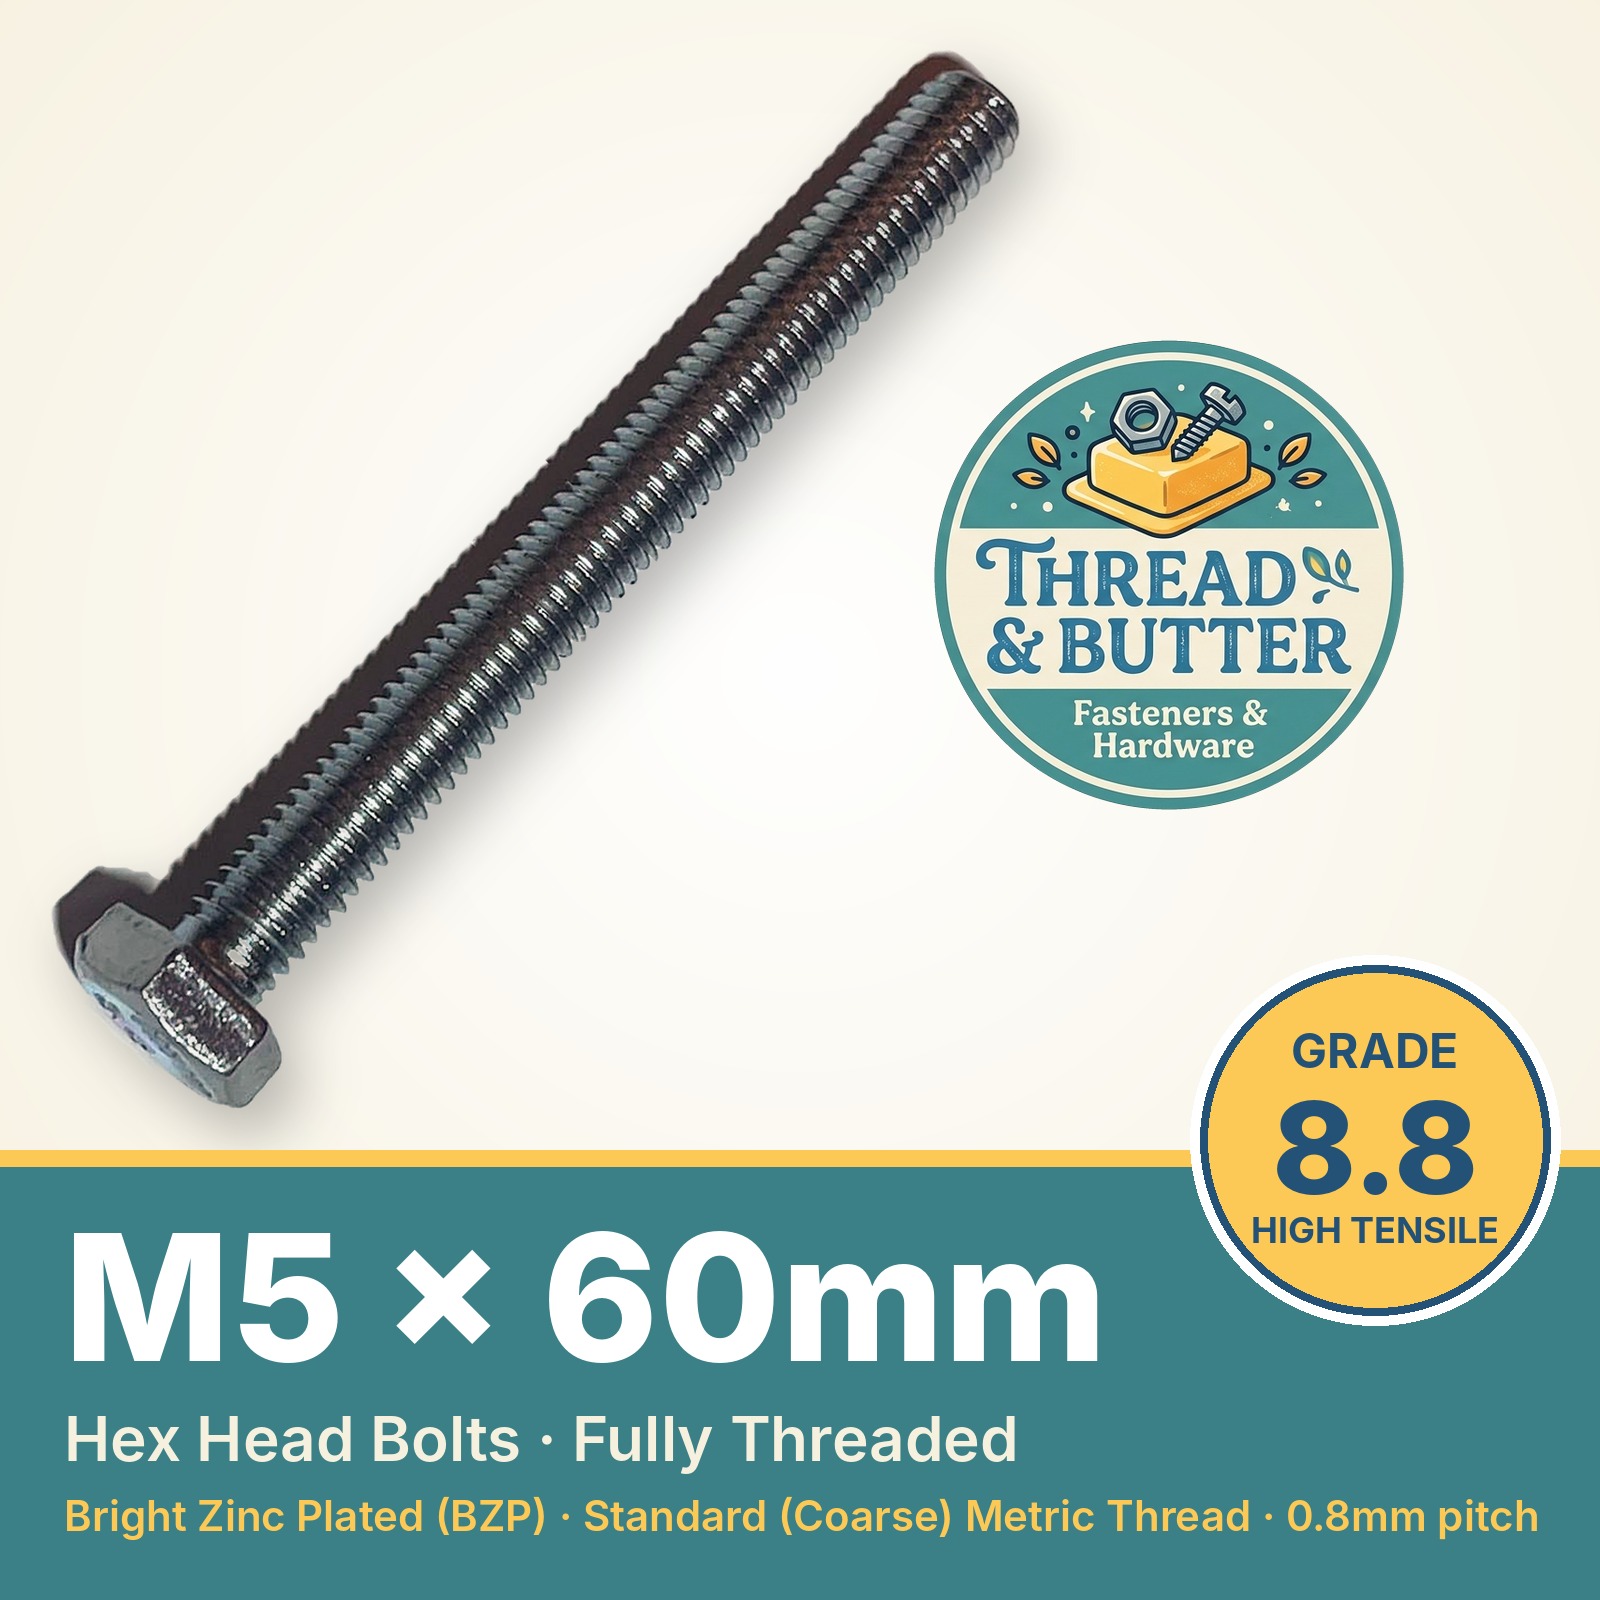 THREAD
& BUTTER
Fasteners &
Hardware
GRADE
8.8
HIGH TENSILE
M5 × 60mm
Hex Head Bolts · Fully Threaded
Bright Zinc Plated (BZP) · Standard (Coarse) Metric Thread · 0.8mm pitch